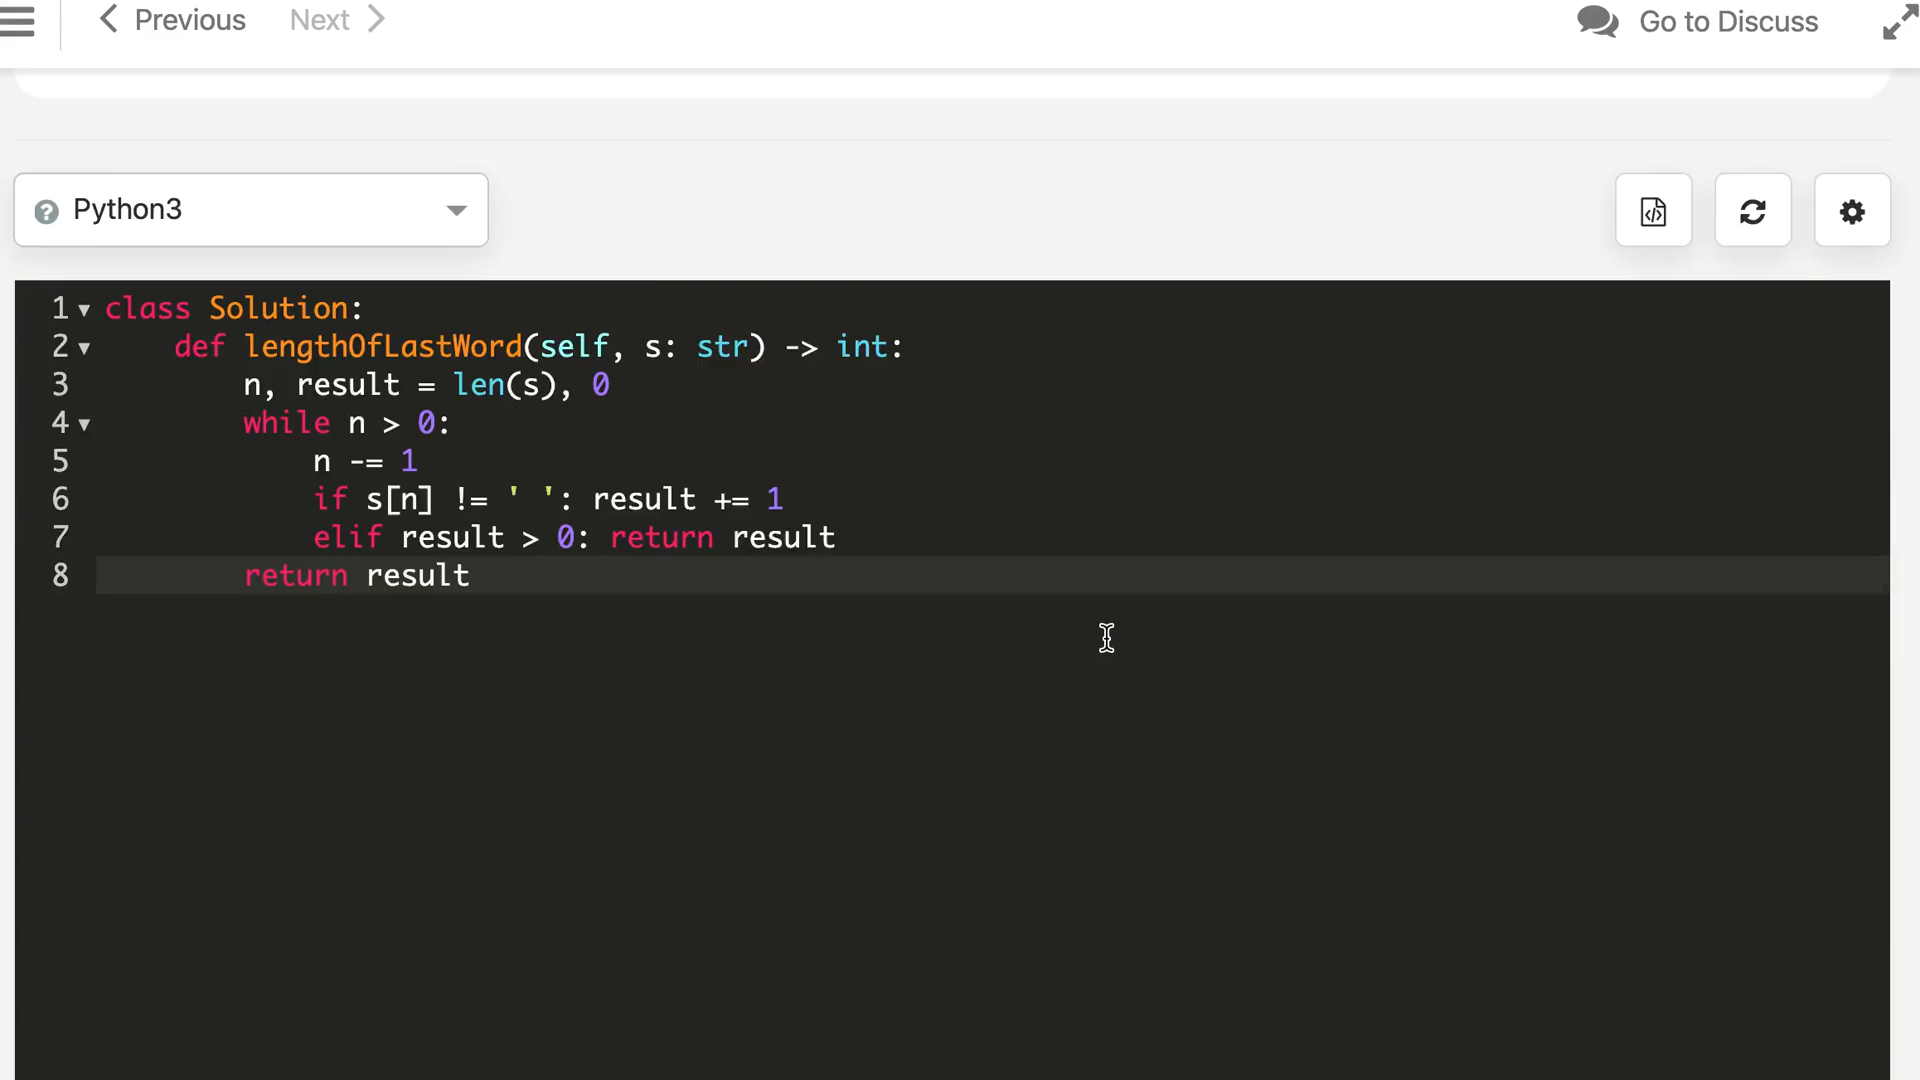 Previous Next Go to Discuss
Python3
1 class Solution:
2     def lengthOfLastWord(self, s: str) -> int:
3         n, result = len(s), 0
4         while n > 0:
5             n -= 1
6             if s[n] != ' ': result += 1
7             elif result > 0: return result
8         return result